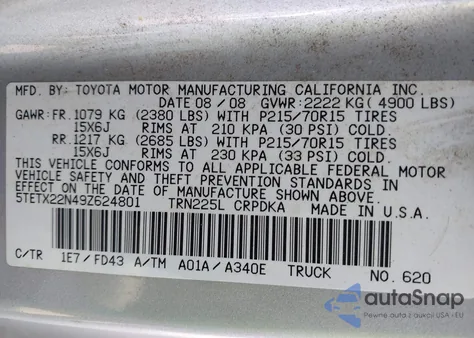 MFD. BY: TOYOTA MOTOR MANUFACTURING CALIFORNIA INC.
DATE 08/08 GVWR: 2222 KG( 4900 LBS)
GAWR: FR. 1079 KG (2380 LBS) WITH P215/70R15 TIRES
15X6J RIMS AT 210 KPA (30 PSI) COLD.
RR. 1217 KG (2685 LBS) WITH P215/70R15 TIRES
15X6J RIMS AT 230 KPA (33 PSI) COLD.
THIS VEHICLE CONFORMS TO ALL APPLICABLE FEDERAL MOTOR
VEHICLE SAFETY AND THEFT PREVENTION STANDARDS IN
EFFECT ON THE DATE OF MANUFACTURE SHOWN ABOVE.
5TETX22N49Z624801 TRN225L CRPDKA MADE IN U.S.A.
C/TR 1E7/FD43 A/TM A01A/A340E TRUCK NO. 620
autoSnap
Pewne auto z USA i EU